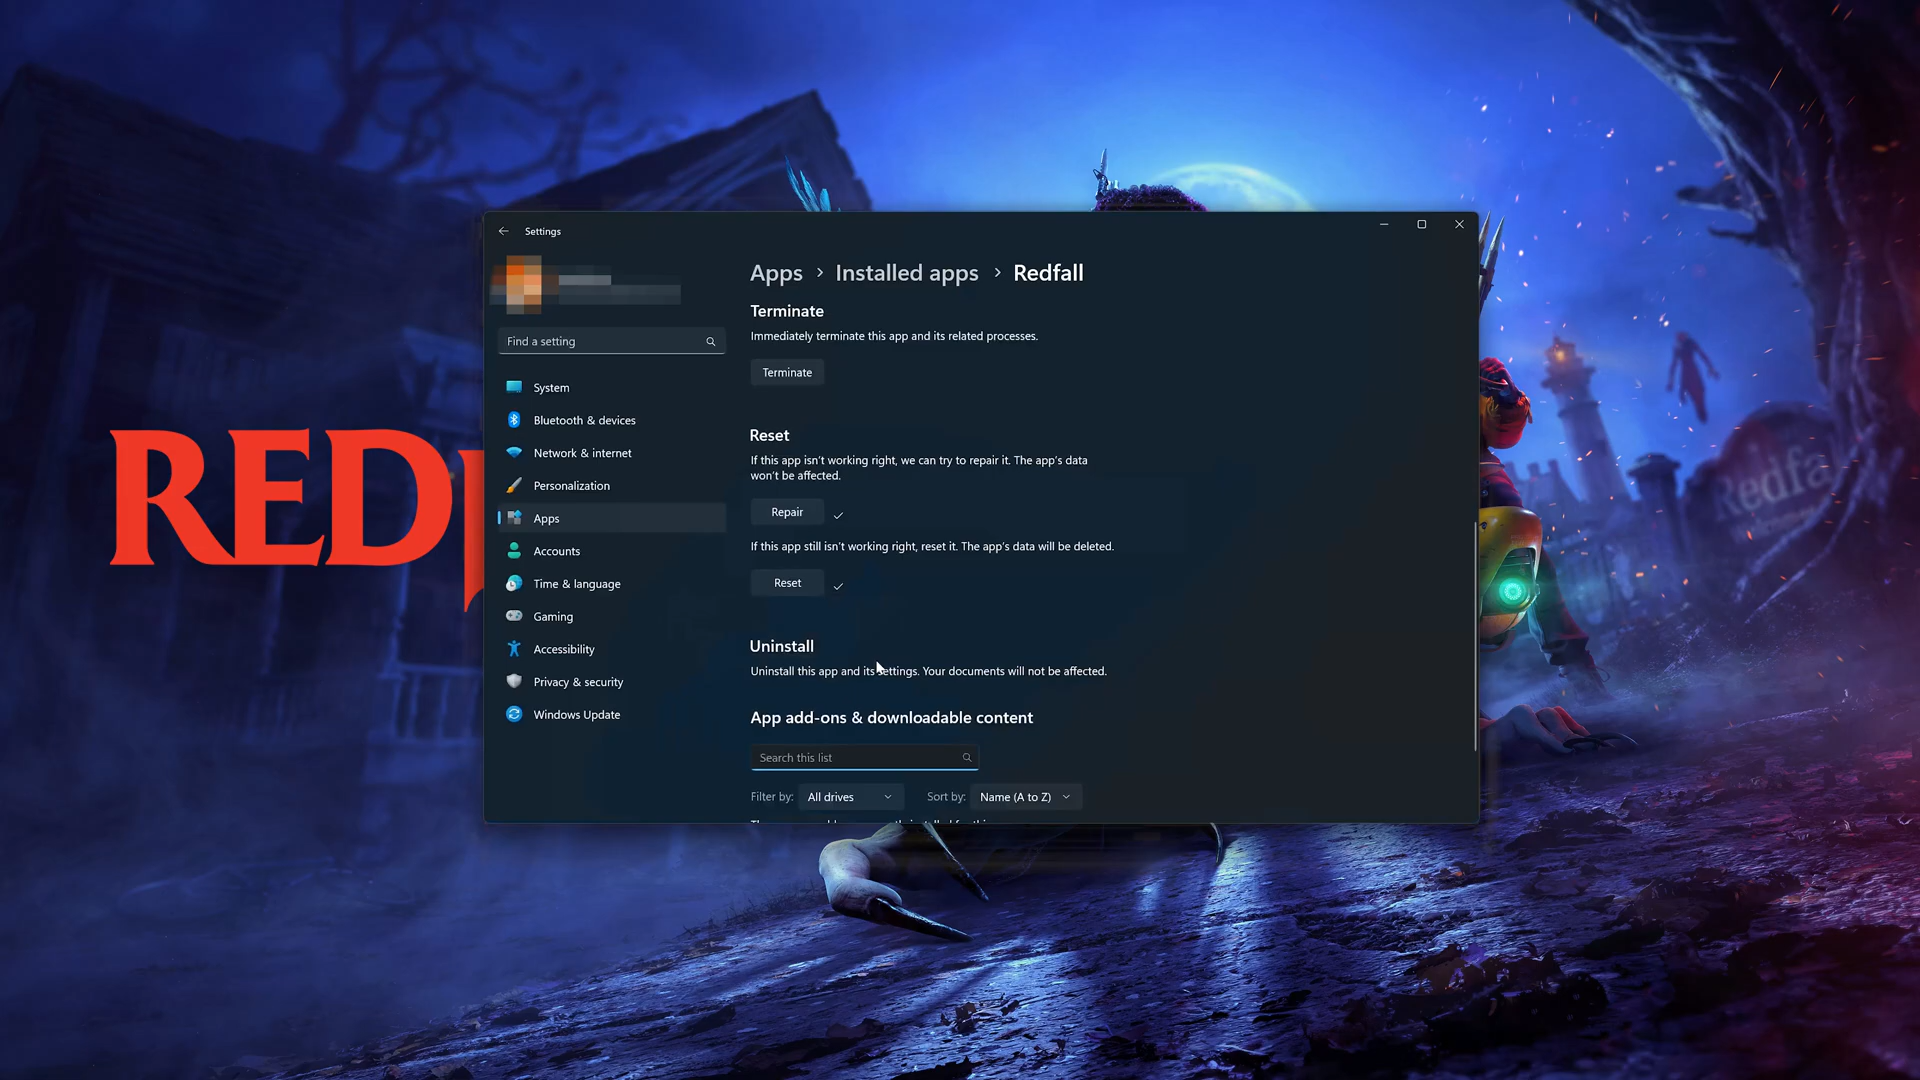 Settings
Apps > Installed apps > Redfall
Terminate
Immediately terminate this app and its related processes.
Find a setting
Terminate
System
Bluetooth & devices
Network & internet
Personalization
Apps
Accounts
Time & language
Gaming
Accessibility
Privacy & security
Windows Update
Reset
If this app isn't working right, we can try to repair it. The app's data
won't be affected.
Repair
If this app still isn't working right, reset it. The app's data will be deleted.
Reset
Uninstall
Uninstall this app and its settings. Your documents will not be affected.
App add-ons & downloadable content
Search this list
Filter by: All drives
Sort by: Name (A to Z)
RED
Redfa